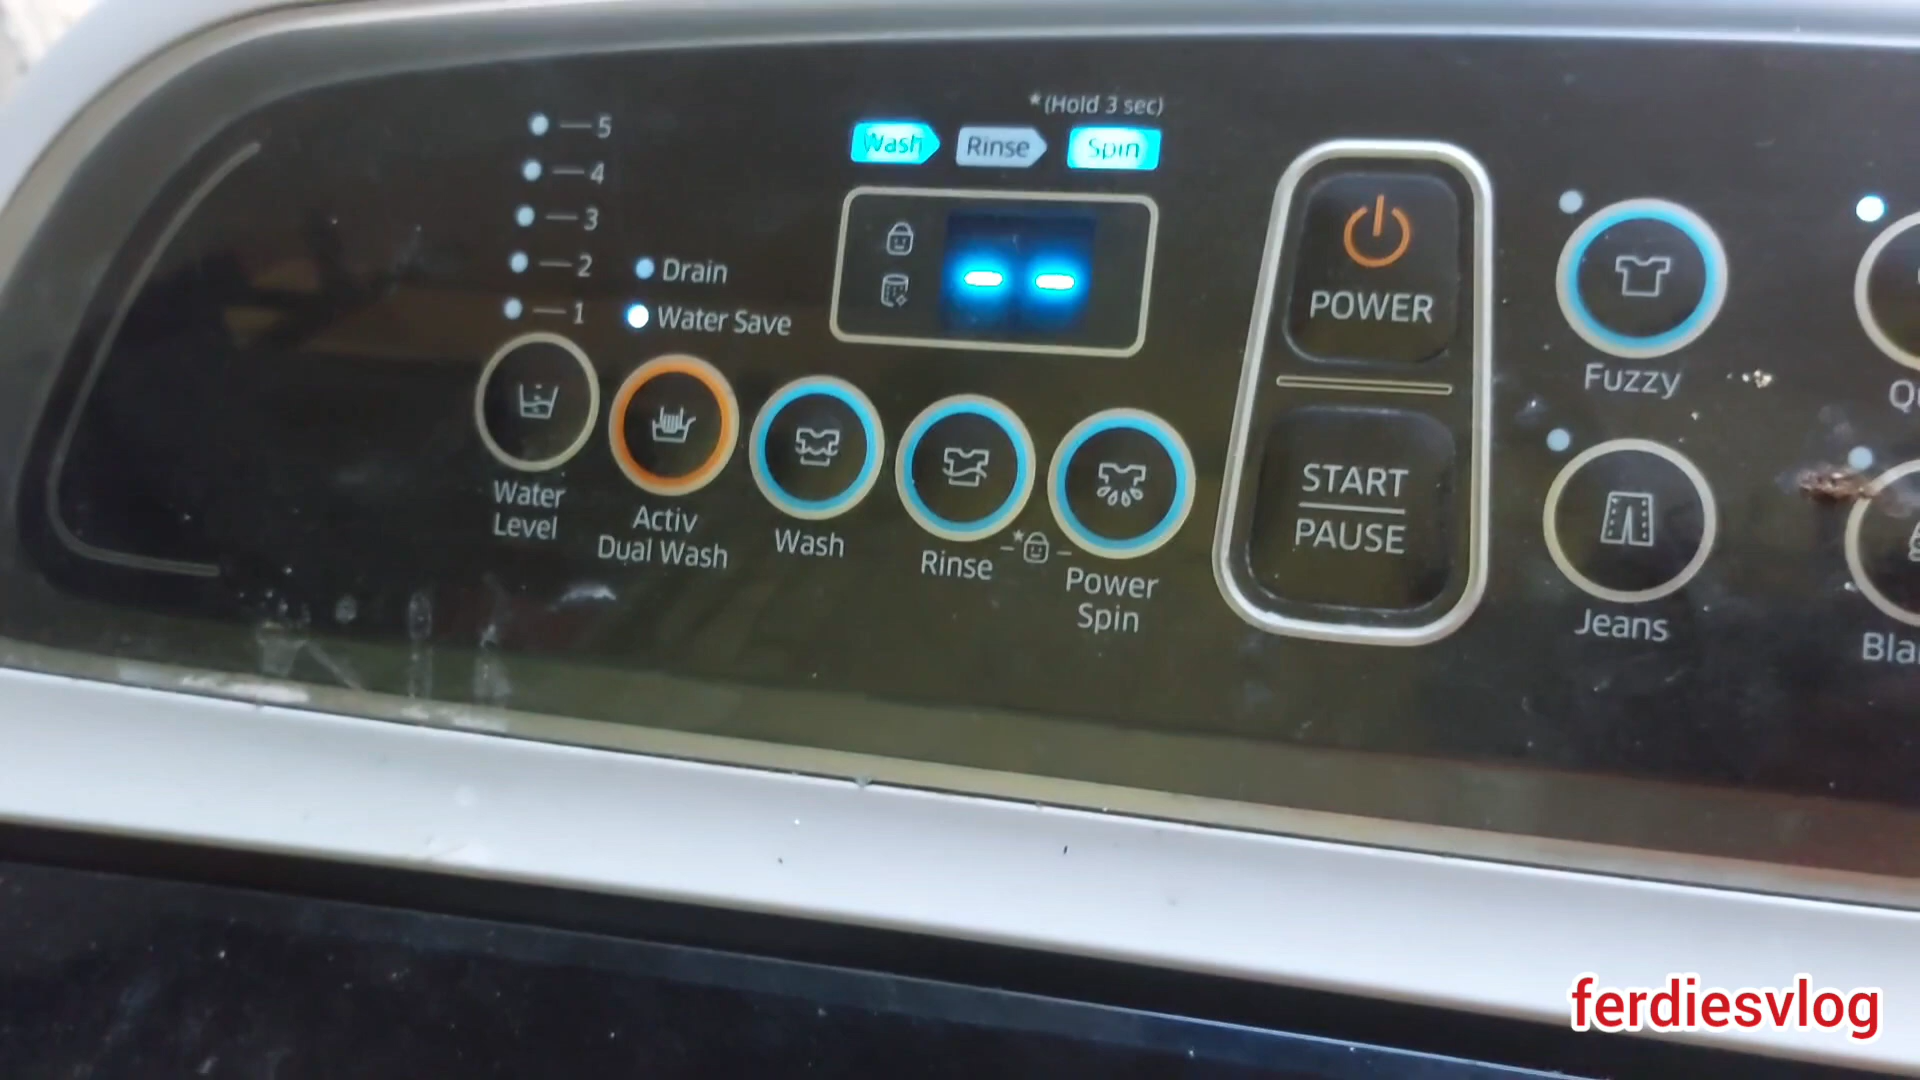 *(Hold 3 sec)
Wash
Rinse
Spin
5
4
3
2
1
Drain
Water Save
Water
Level
Activ
Dual Wash
Wash
Rinse
*
Power
Spin
POWER
START
PAUSE
Fuzzy
Jeans
ferdiesvlog